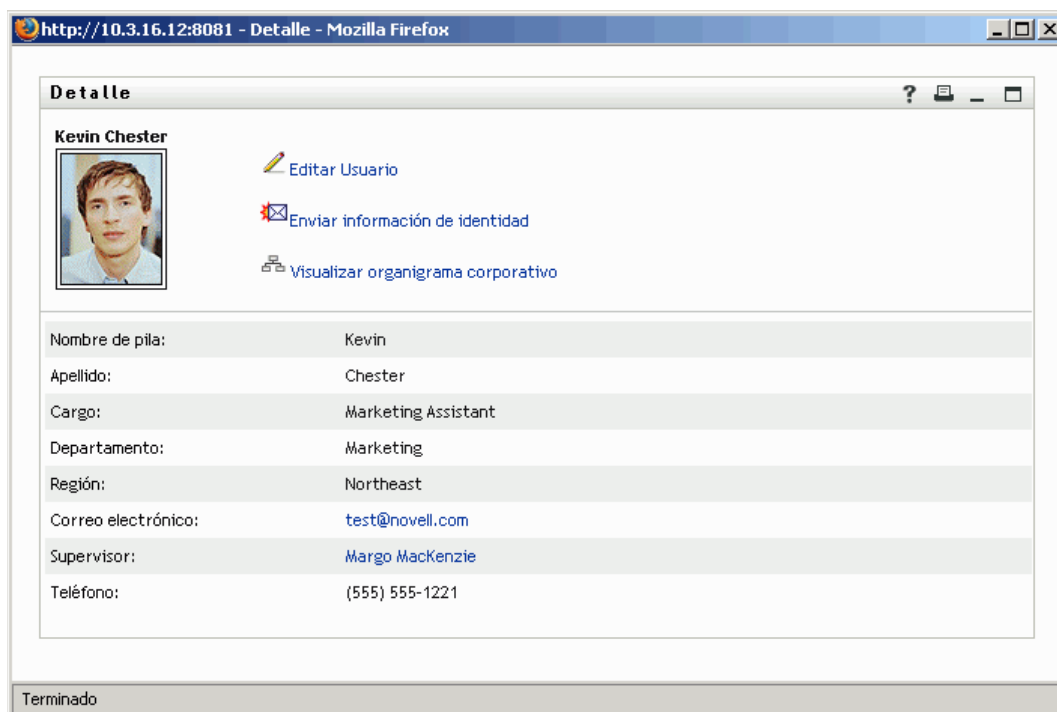 http://10.3.16.12:8081 - Detalle - Mozilla Firefox
Detalle
Kevin Chester
Editar Usuario
Enviar información de identidad
Visualizar organigrama corporativo
Nombre de pila: Kevin
Apellido: Chester
Cargo: Marketing Assistant
Departamento: Marketing
Región: Northeast
Correo electrónico: test@novell.com
Supervisor: Margo MacKenzie
Teléfono: (555) 555-1221
Terminado